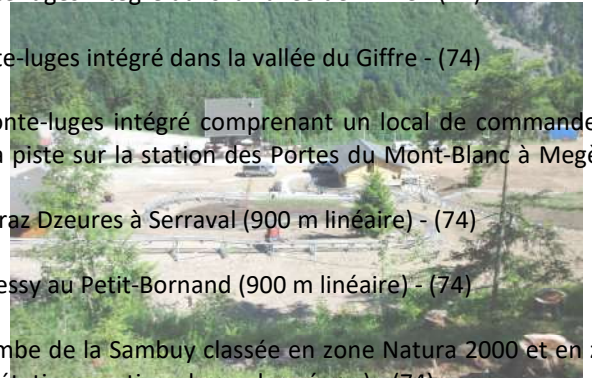 te-luges intégré dans la vallée du Giffre - (74)
onte-luges intégré comprenant un local de commande
piste sur la station des Portes du Mont-Blanc à Megè
raz Dzeures à Serraval (900 m linéaire) - (74)
essy au Petit-Bornand (900 m linéaire) - (74)
mbe de la Sambuy classée en zone Natura 2000 et en z